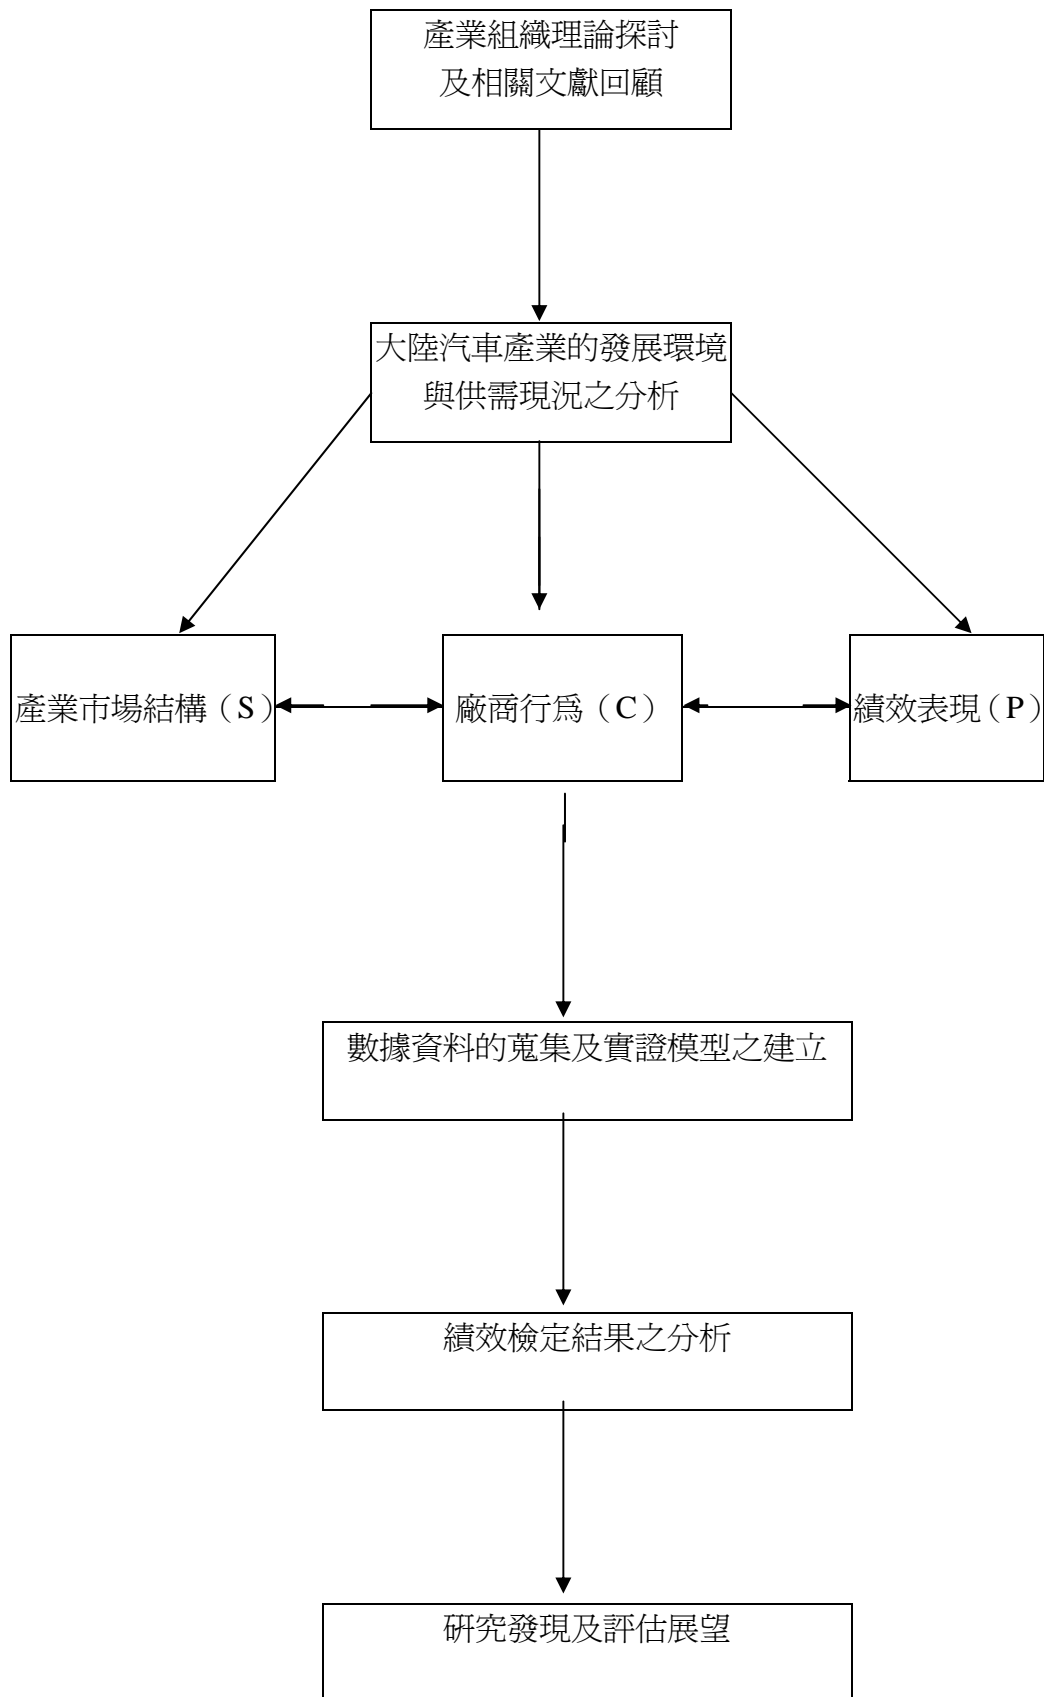 產業組織理論探討
及相關文獻回顧
大陸汽車產業的發展環境
與供需現況之分析
產業市場結構（S）
廠商行爲（C）
績效表現（P）
數據資料的蒐集及實證模型之建立
績效檢定結果之分析
研究發現及評估展望